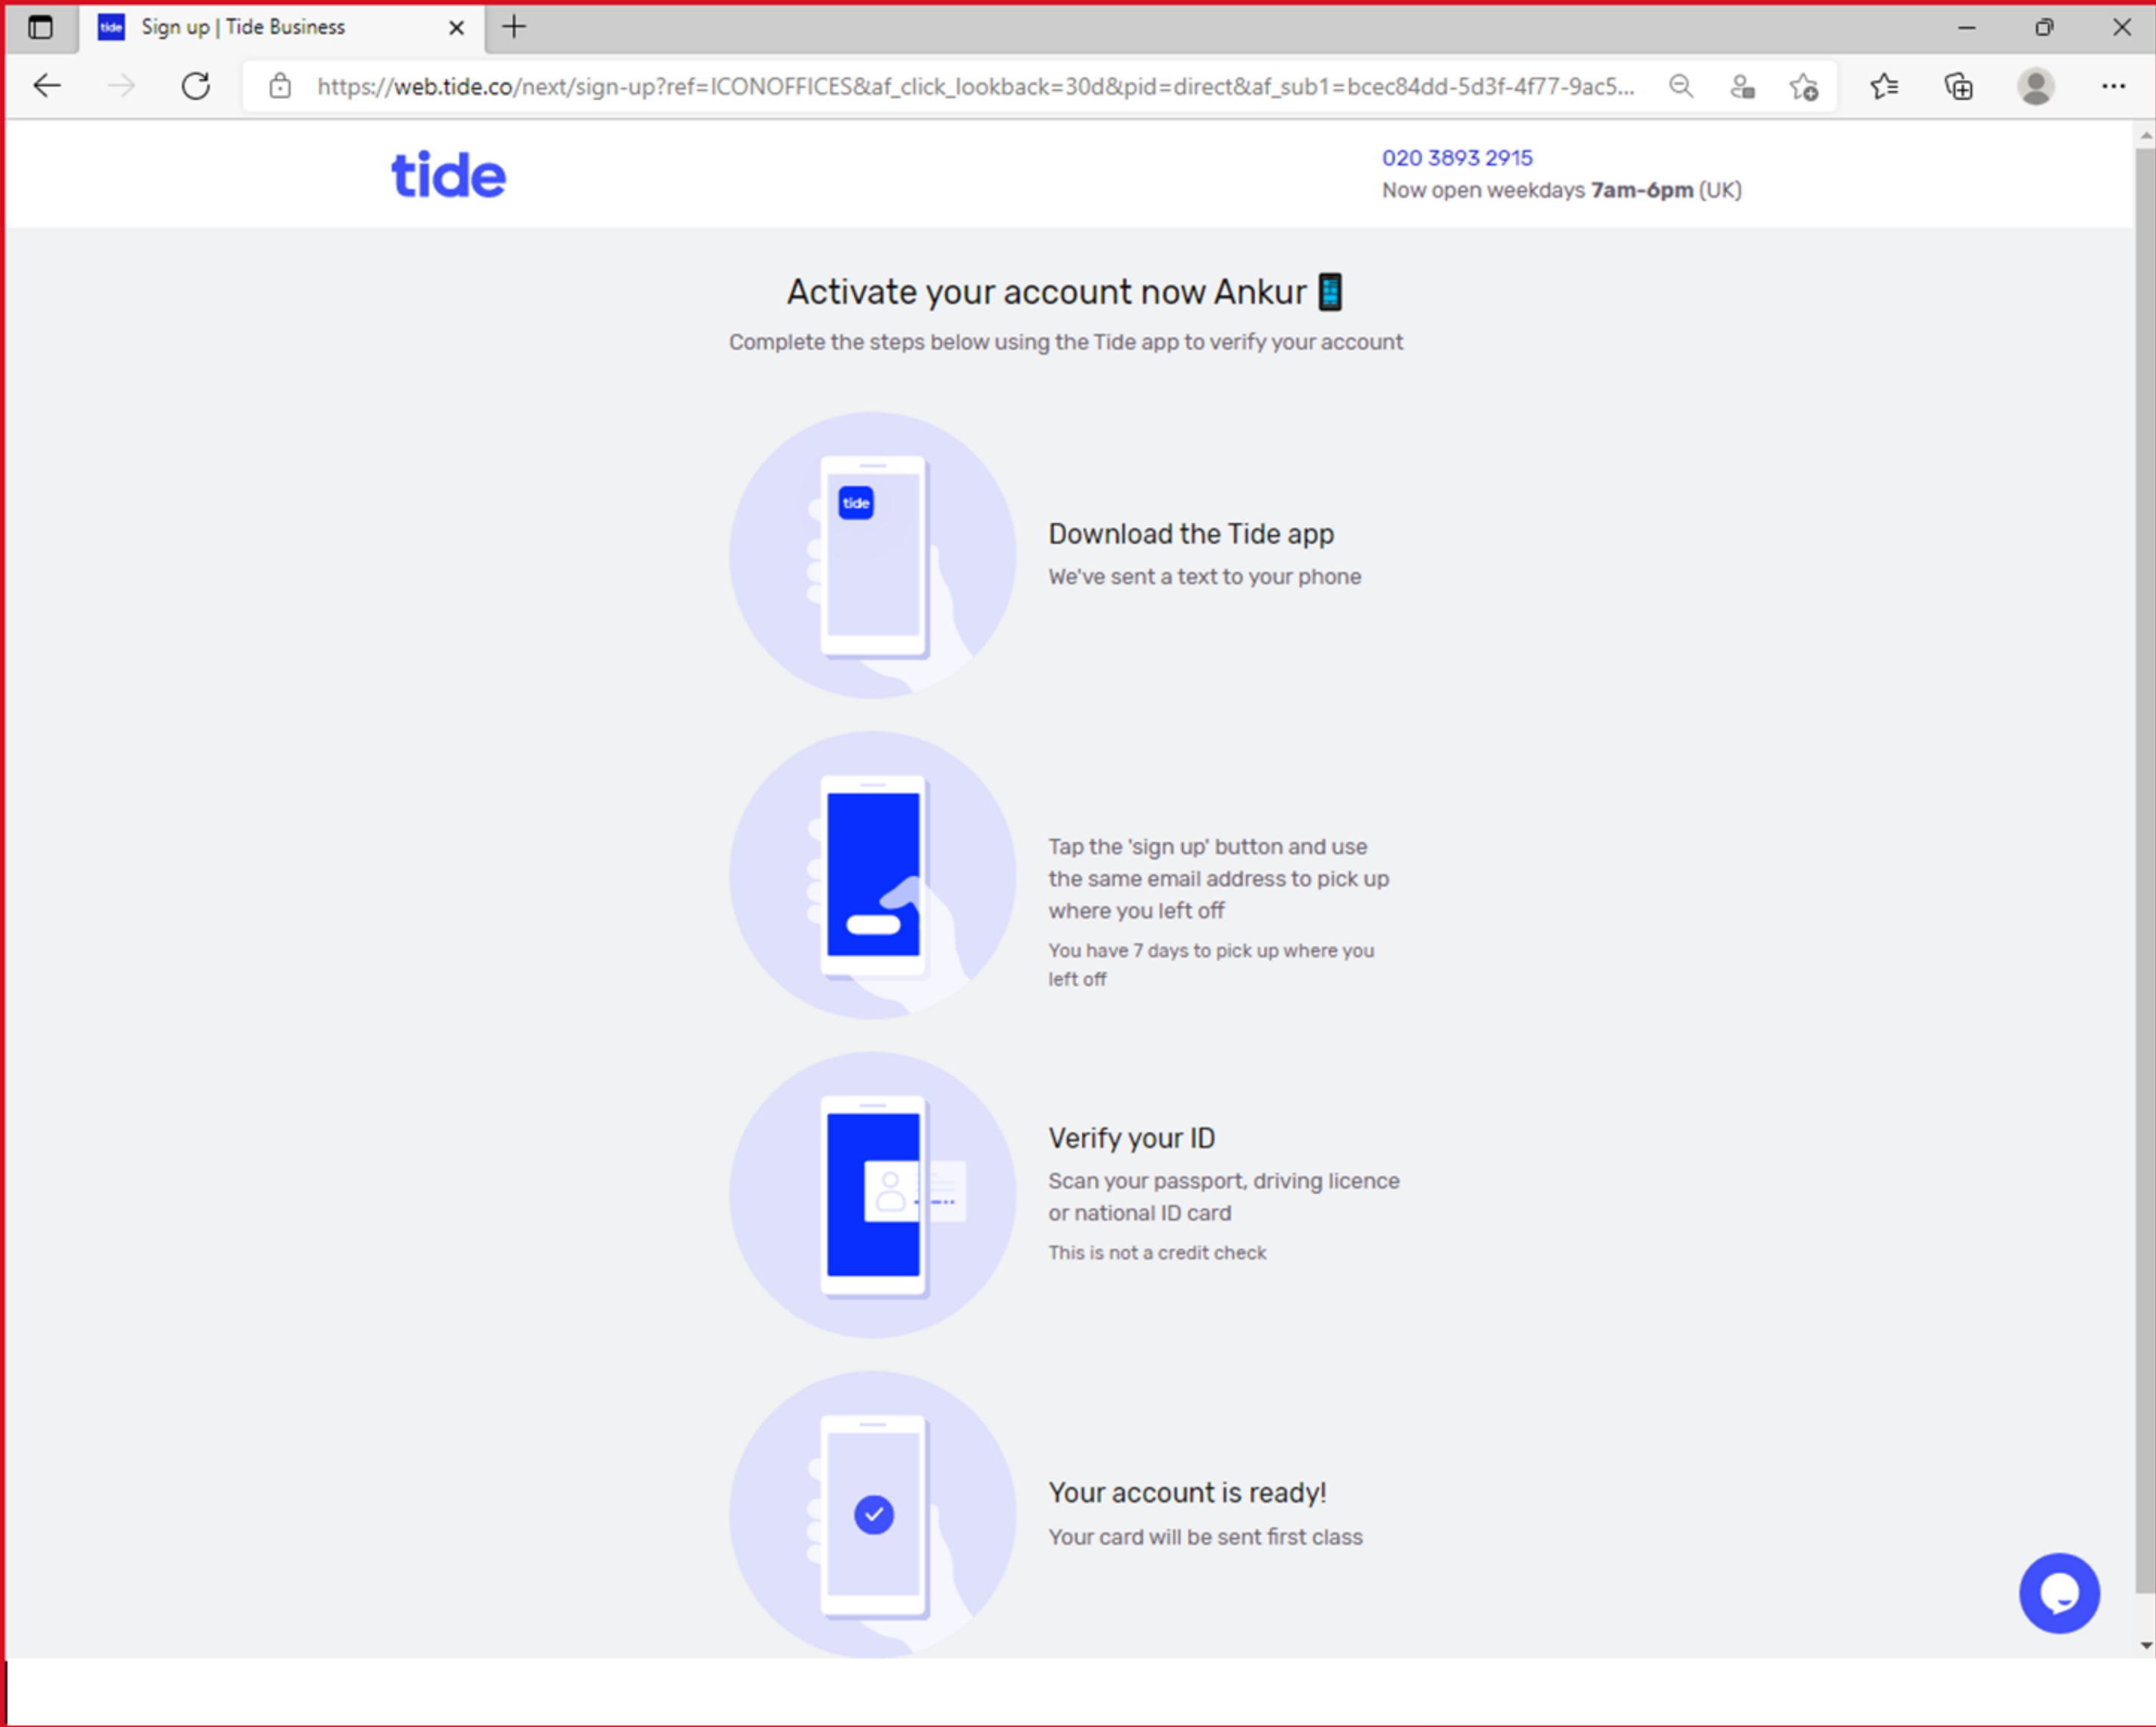 tide Sign up | Tide Business
https://web.tide.co/next/sign-up?ref=ICONOFFICES&af_click_lookback=30d&pid=direct&af_sub1=bcec84dd-5d3f-4f77-9ac5...
tide
020 3893 2915
Now open weekdays 7am-6pm (UK)
Activate your account now Ankur
Complete the steps below using the Tide app to verify your account
tide
Download the Tide app
We've sent a text to your phone
Tap the 'sign up' button and use
the same email address to pick up
where you left off
You have 7 days to pick up where you
left off
Verify your ID
Scan your passport, driving licence
or national ID card
This is not a credit check
Your account is ready!
Your card will be sent first class